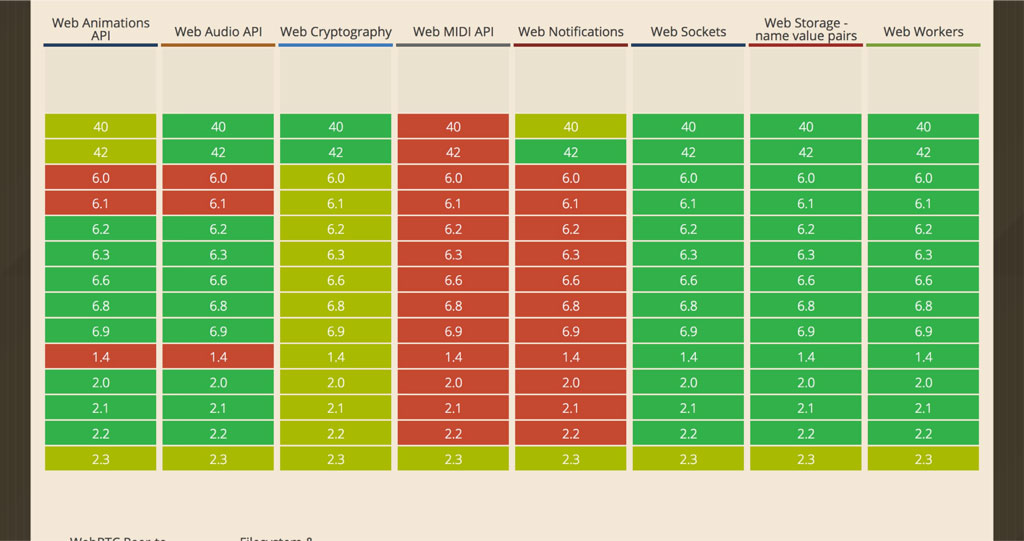 Web Animations
API
Web Audio API
Web Cryptography
Web MIDI API
Web Notifications
Web Sockets
Web Storage -
name value pairs
Web Workers
40 40 40 40 40 40 40 40
42 42 42 42 42 42 42 42
6.0 6.0 6.0 6.0 6.0 6.0 6.0 6.0
6.1 6.1 6.1 6.1 6.1 6.1 6.1 6.1
6.2 6.2 6.2 6.2 6.2 6.2 6.2 6.2
6.3 6.3 6.3 6.3 6.3 6.3 6.3 6.3
6.6 6.6 6.6 6.6 6.6 6.6 6.6 6.6
6.8 6.8 6.8 6.8 6.8 6.8 6.8 6.8
6.9 6.9 6.9 6.9 6.9 6.9 6.9 6.9
1.4 1.4 1.4 1.4 1.4 1.4 1.4 1.4
2.0 2.0 2.0 2.0 2.0 2.0 2.0 2.0
2.1 2.1 2.1 2.1 2.1 2.1 2.1 2.1
2.2 2.2 2.2 2.2 2.2 2.2 2.2 2.2
2.3 2.3 2.3 2.3 2.3 2.3 2.3 2.3
WebRTC Peer-to
Filesystem &